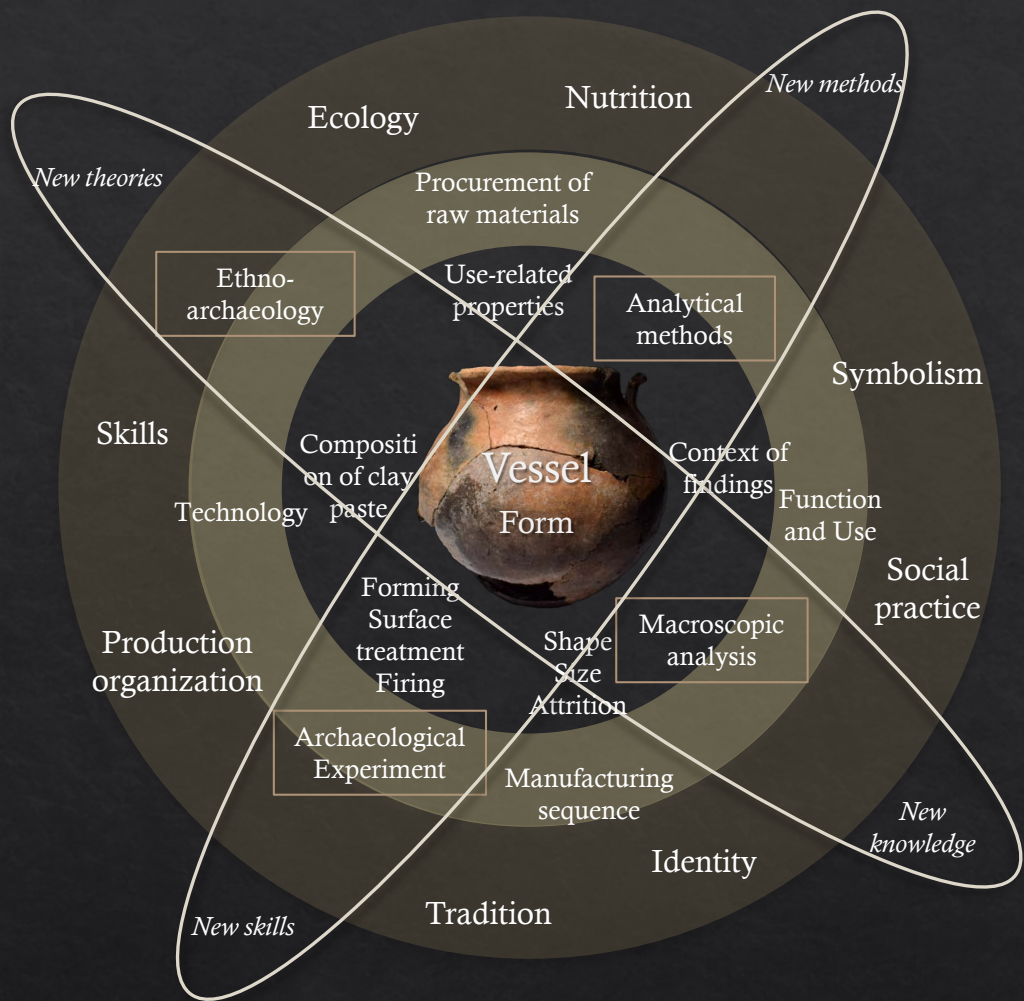 New methods
Nutrition
Ecology
New theories
Procurement of
raw materials
Ethno-
archaeology
Use-related
properties
Analytical
methods
Symbolism
Skills
Compositi
on of clay
paste
Vessel
Form
Context of
findings
Technology
Function
and Use
Social
practice
Forming
Surface
treatment
Firing
Shape
Size
Attrition
Macroscopic
analysis
Production
organization
Archaeological
Experiment
Manufacturing
sequence
New
knowledge
Identity
Tradition
New skills